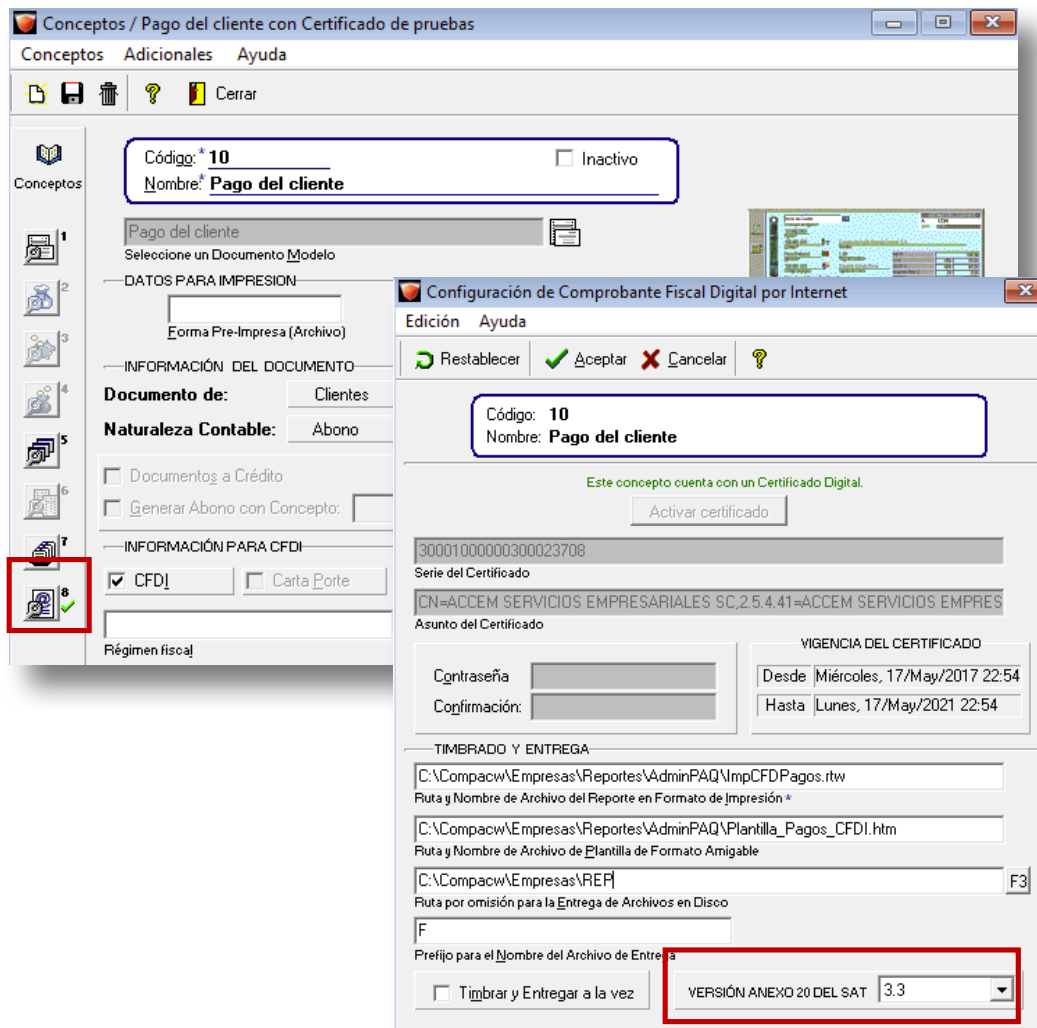 Conceptos / Pago del cliente con Certificado de pruebas
Conceptos Adicionales Ayuda
Cerrar
Conceptos
Código:* 10
Inactivo
Nombre:* Pago del cliente
1
2
3
4
5
6
7
8
Pago del cliente
Seleccione un Documento Modelo
DATOS PARA IMPRESION
Forma Pre-Impresa (Archivo)
INFORMACIÓN DEL DOCUMENTO
Documento de: Clientes
Naturaleza Contable: Abono
Documentos a Crédito
Generar Abono con Concepto:
INFORMACIÓN PARA CFDI
CFDI Carta Porte
Régimen fiscal
Configuración de Comprobante Fiscal Digital por Internet
Edición Ayuda
Restablecer Aceptar Cancelar
Código: 10
Nombre: Pago del cliente
Este concepto cuenta con un Certificado Digital.
Activar certificado
30001000000300023708
Serie del Certificado
CN=ACCEM SERVICIOS EMPRESARIALES SC,2.5.4.41=ACCEM SERVICIOS EMPRES
Asunto del Certificado
Contraseña
Confirmación:
VIGENCIA DEL CERTIFICADO
Desde Miércoles, 17/May/2017 22:54
Hasta Lunes, 17/May/2021 22:54
TIMBRADO Y ENTREGA
C:\Compacw\Empresas\Reportes\AdminPAQ\ImpCFDPagos.rtw
Ruta y Nombre de Archivo del Reporte en Formato de Impresión *
C:\Compacw\Empresas\Reportes\AdminPAQ\Plantilla_Pagos_CFDI.htm
Ruta y Nombre de Archivo de Plantilla de Formato Amigable
C:\Compacw\Empresas\REP
F3
Ruta por omisión para la Entrega de Archivos en Disco
F
Prefijo para el Nombre del Archivo de Entrega
Timbrar y Entregar a la vez
VERSIÓN ANEXO 20 DEL SAT 3.3